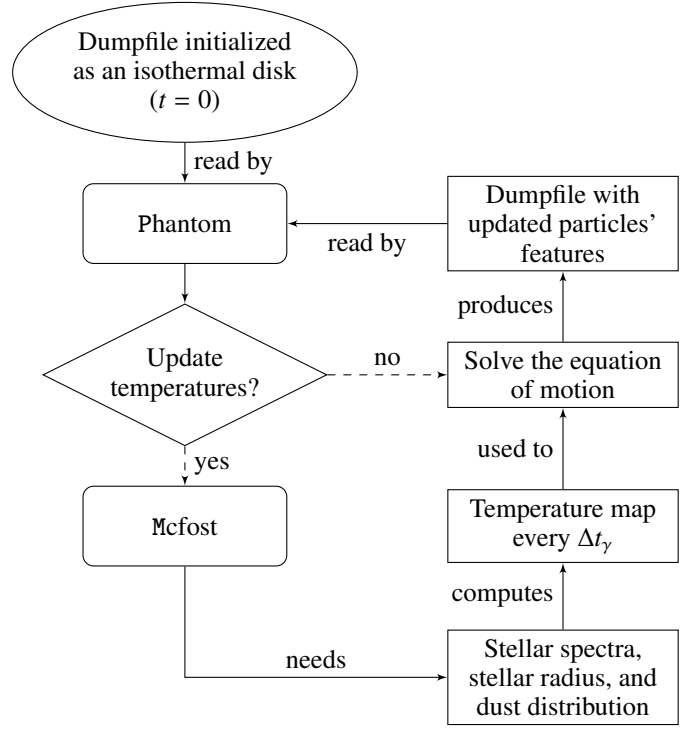 Dumpfile initialized
as an isothermal disk
(t = 0)
read by
Phantom
Dumpfile with
updated particles'
features
read by
produces
Update
temperatures?
no
Solve the equation
of motion
yes
used to
Mcfost
Temperature map
every Δtγ
computes
needs
Stellar spectra,
stellar radius, and
dust distribution